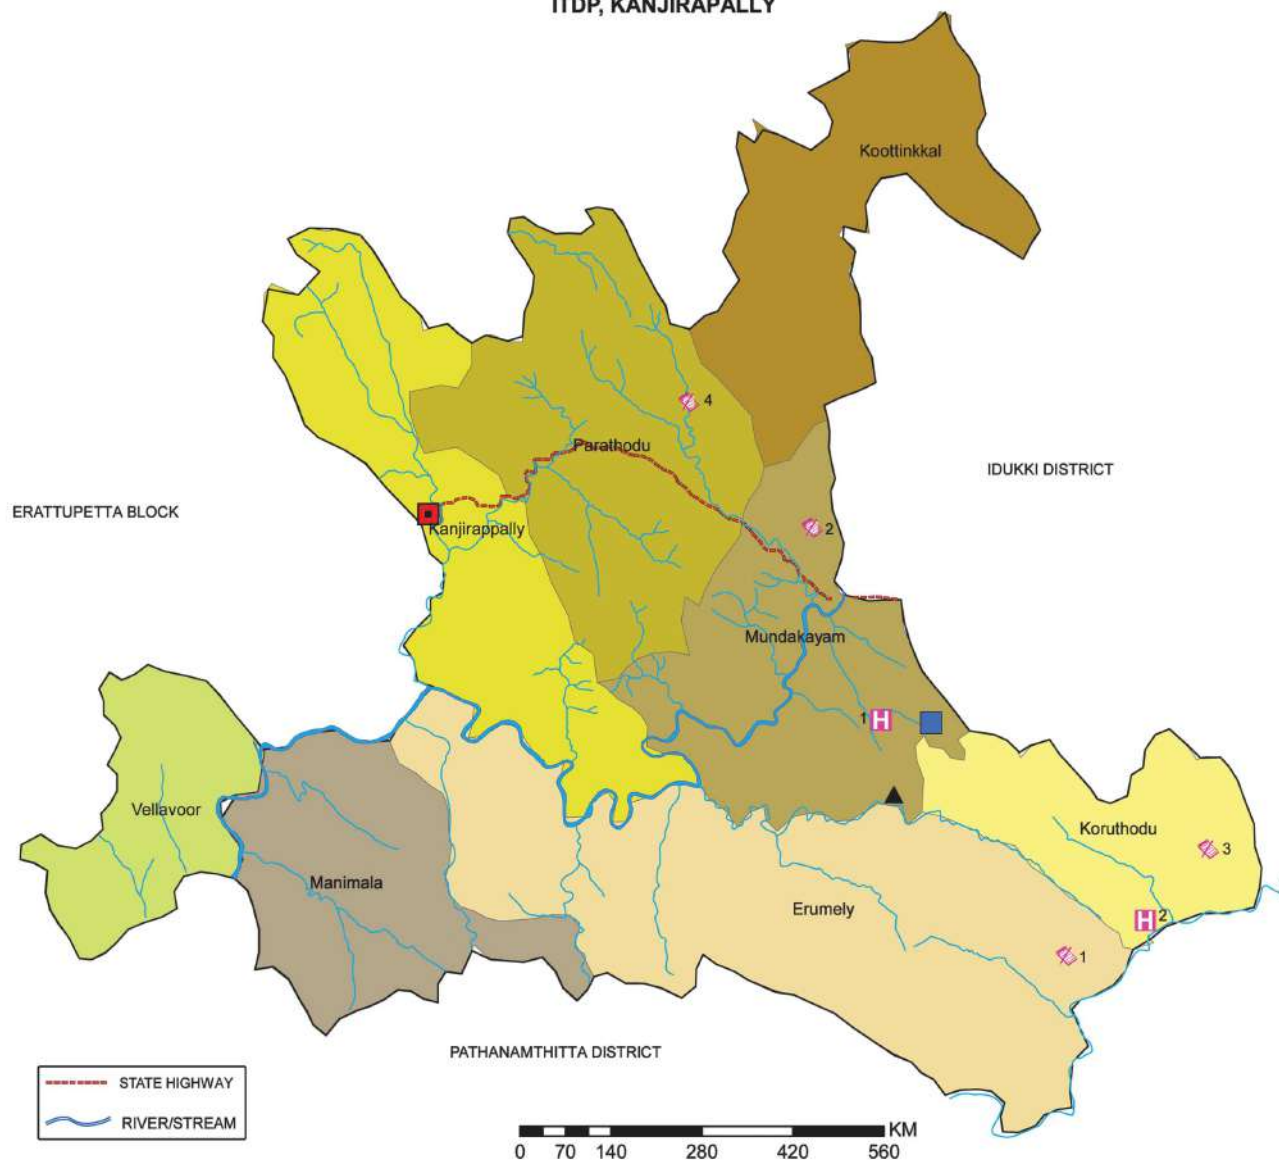 ITDP, KANJIRAPALLY
Koottinkkal
4
Parathodu
IDUKKI DISTRICT
ERATTUPETTA BLOCK
2
Kanjirappally
Mundakayam
1 H
Vellavoor
Koruthodu
3
Manimala
Erumely
H 2
1
PATHANAMTHITTA DISTRICT
STATE HIGHWAY
RIVER/STREAM
KM
0 70 140 280 420 560